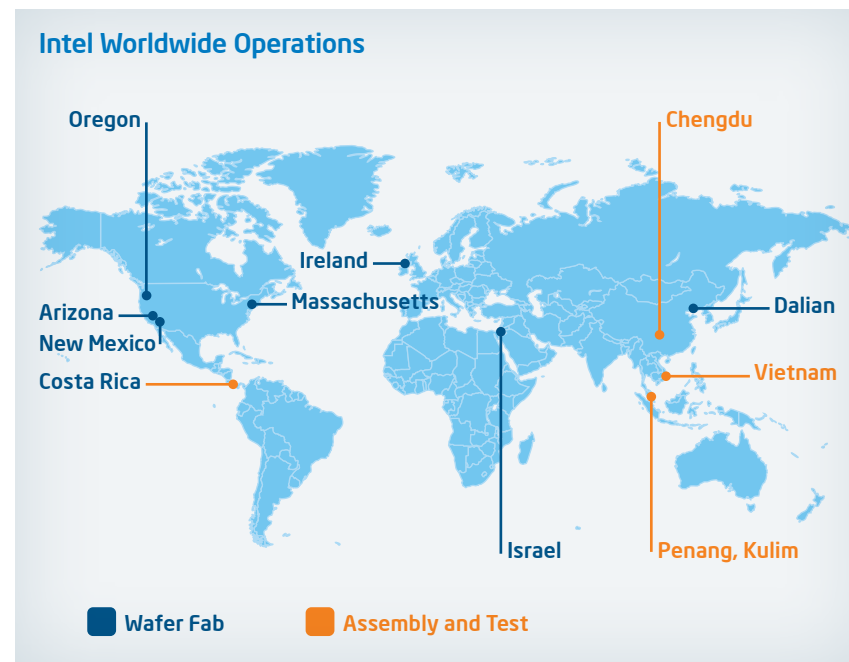 Intel Worldwide Operations
Oregon
Chengdu
Ireland
Massachusetts
Arizona
Dalian
New Mexico
Costa Rica
Vietnam
Israel
Penang, Kulim
Wafer Fab
Assembly and Test